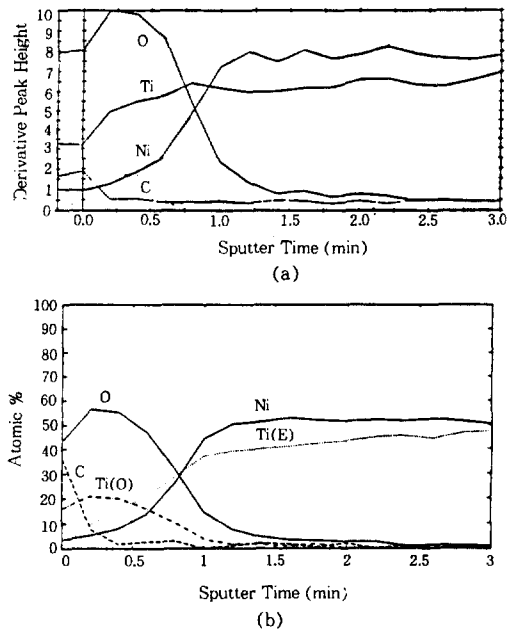 Derivative Peak Height
10
9
8
7
6
5
4
3
2
1
0
O
Ti
Ni
C
0.0 0.5 1.0 1.5 2.0 2.5 3.0
Sputter Time (min)
(a)
Atomic %
100
90
80
70
60
50
40
30
20
10
0
O
Ni
Ti(E)
C
Ti(O)
0 0.5 1 1.5 2 2.5 3
Sputter Time (min)
(b)